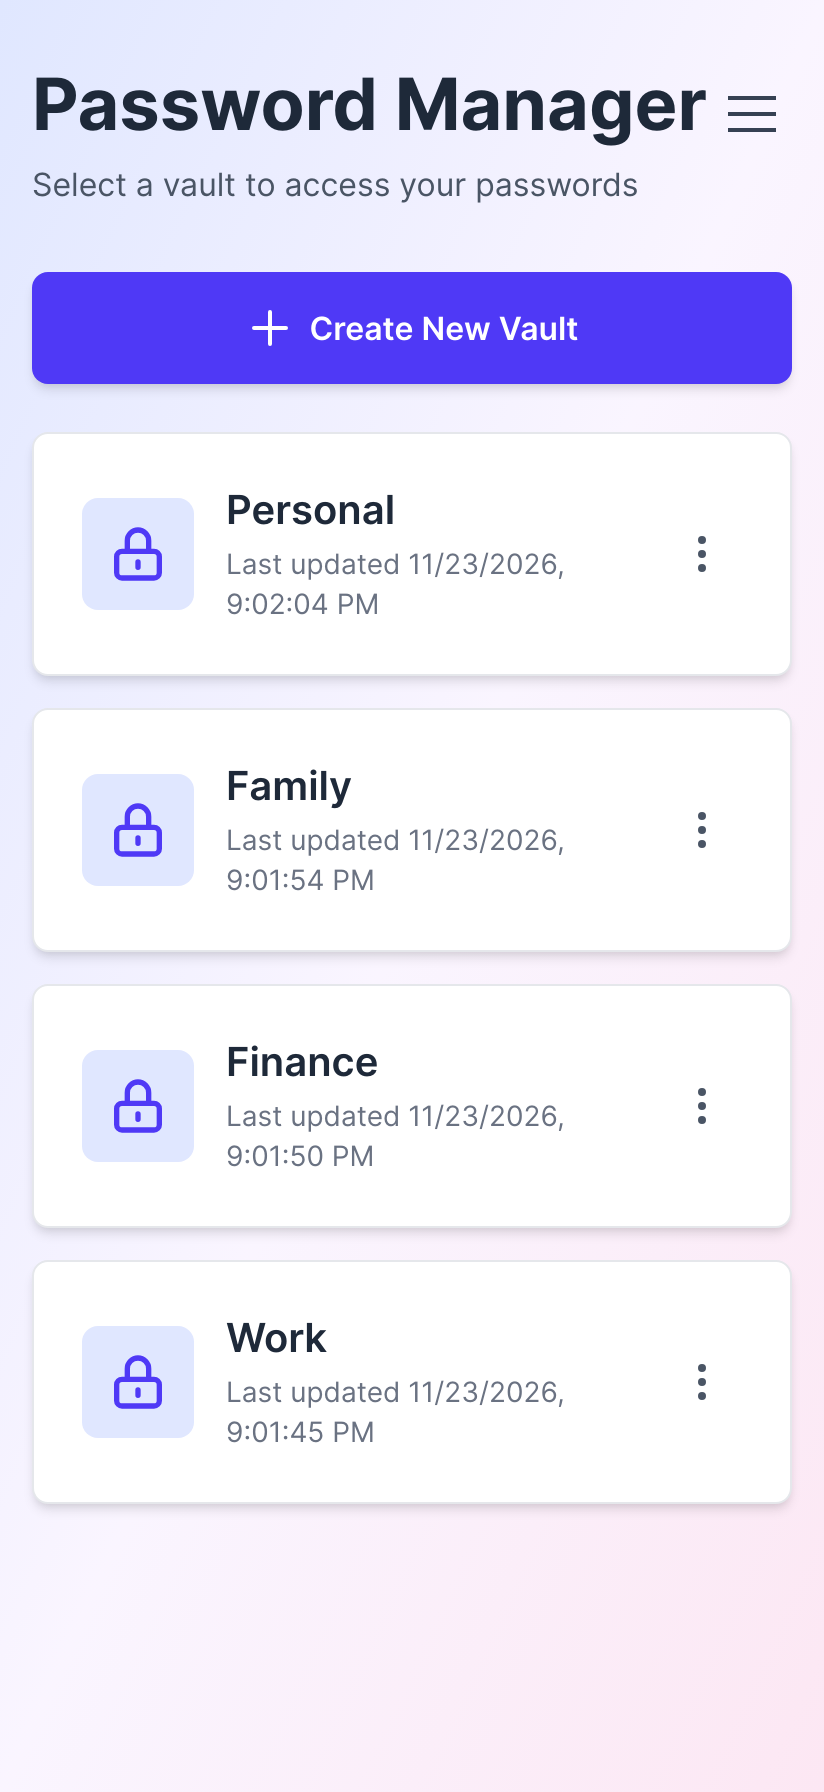 Password Manager
Select a vault to access your passwords
Create New Vault
Personal
Last updated 11/23/2026,
9:02:04 PM
Family
Last updated 11/23/2026,
9:01:54 PM
Finance
Last updated 11/23/2026,
9:01:50 PM
Work
Last updated 11/23/2026,
9:01:45 PM